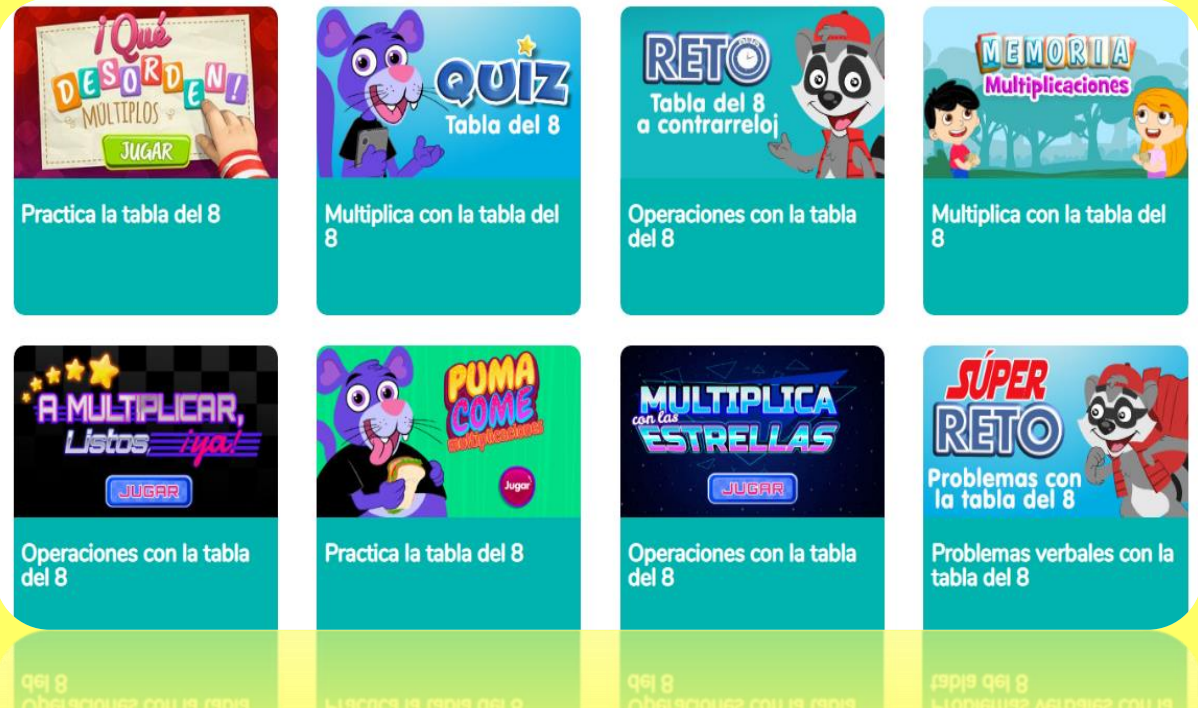 ¡Qué
DESORDEN!
MÚLTIPLOS
JUGAR
Practica la tabla del 8
QUIZ
Tabla del 8
Multiplica con la tabla del
8
RETO
Tabla del 8
a contrarreloj
Operaciones con la tabla
del 8
MEMORIA
Multiplicaciones
Multiplica con la tabla del
8
A MULTIPLICAR,
Listos, ¡ya!
JUGAR
Operaciones con la tabla
del 8
PUMA
COME
multiplicaciones
Jugar
Practica la tabla del 8
MULTIPLICA
con las
ESTRELLAS
JUGAR
Operaciones con la tabla
del 8
SÚPER
RETO
Problemas con
la tabla del 8
Problemas verbales con la
tabla del 8